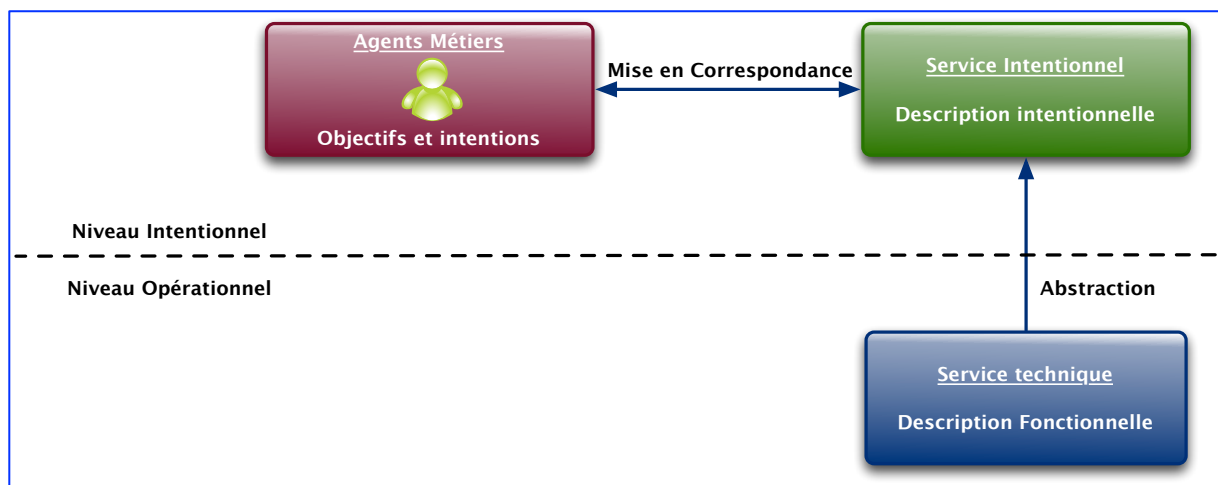 Agents Métiers
Objectifs et intentions
Mise en Correspondance
Service Intentionnel
Description intentionnelle
Niveau Intentionnel
Niveau Opérationnel
Abstraction
Service technique
Description Fonctionnelle